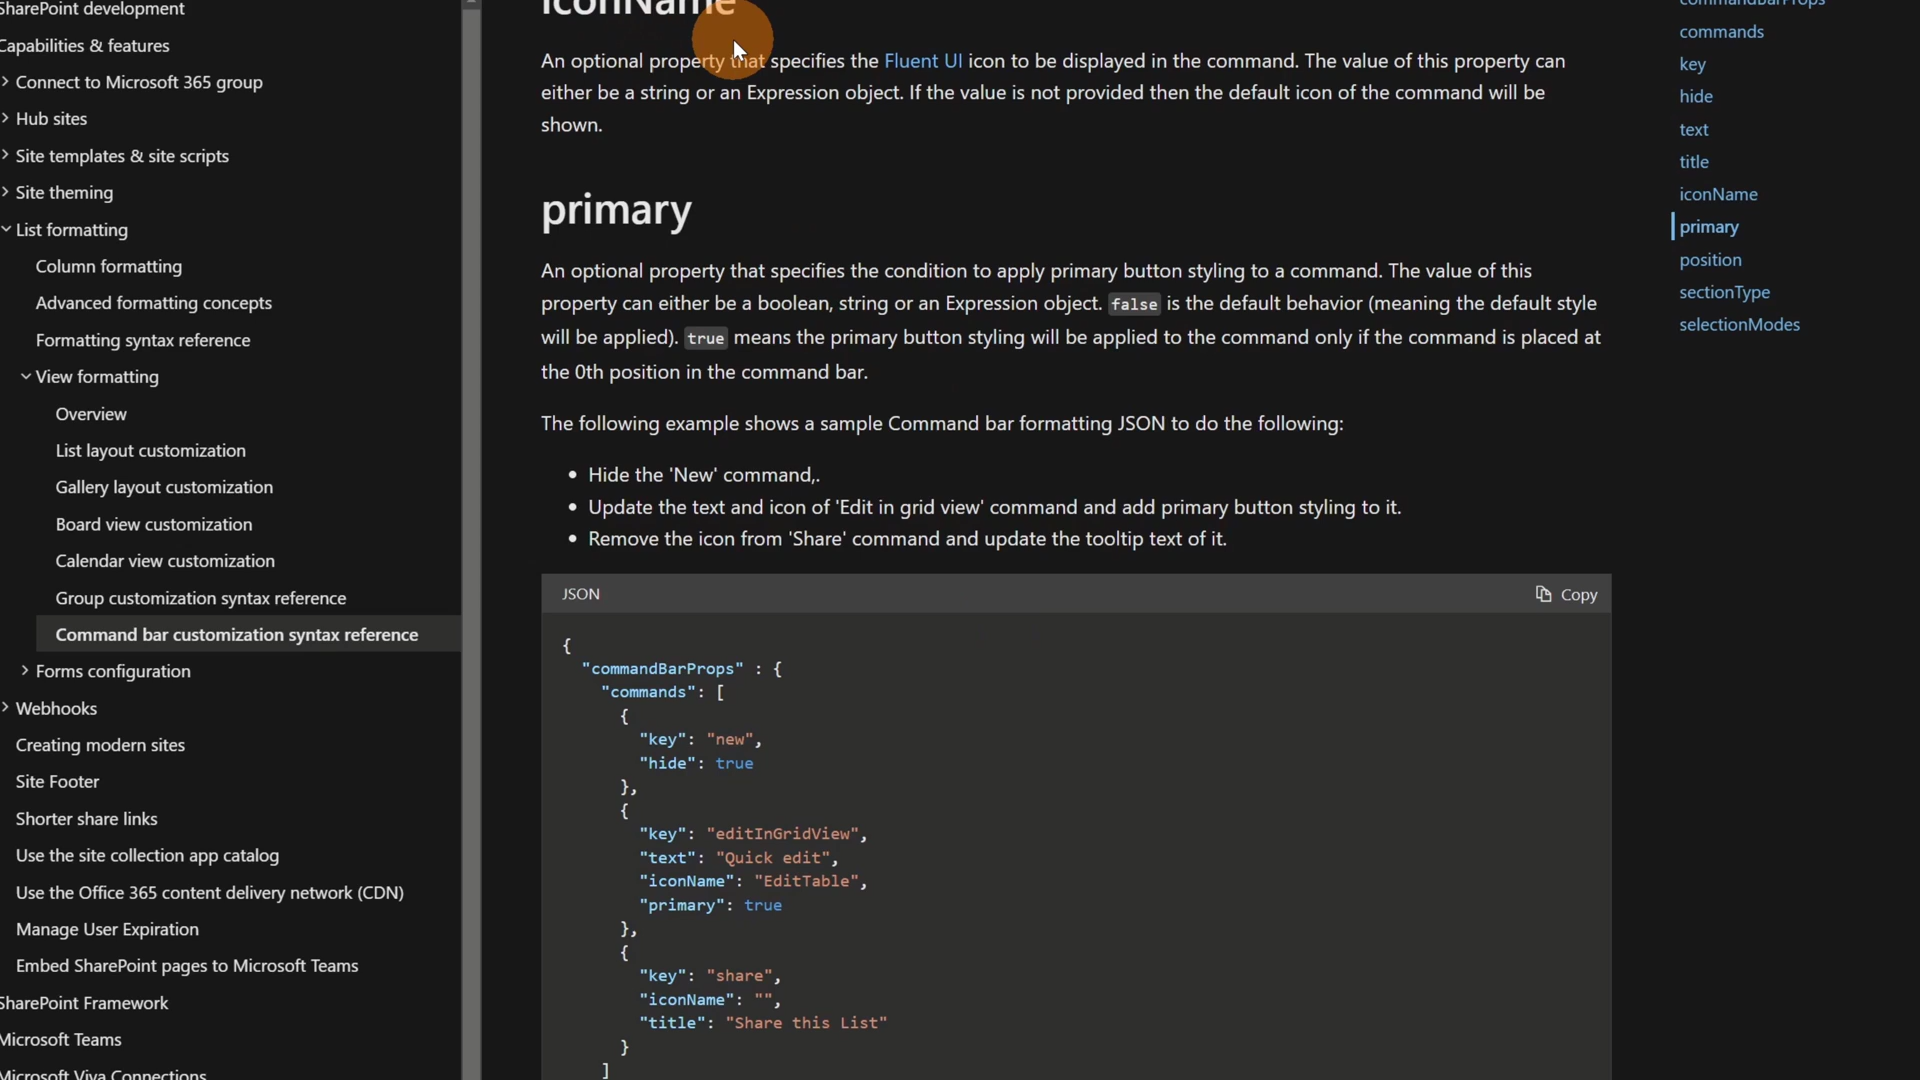 SharePoint development
Capabilities & features
Connect to Microsoft 365 group
Hub sites
Site templates & site scripts
Site theming
List formatting
Column formatting
Advanced formatting concepts
Formatting syntax reference
View formatting
Overview
List layout customization
Gallery layout customization
Board view customization
Calendar view customization
Group customization syntax reference
Command bar customization syntax reference
Forms configuration
Webhooks
Creating modern sites
Site Footer
Shorter share links
Use the site collection app catalog
Use the Office 365 content delivery network (CDN)
Manage User Expiration
Embed SharePoint pages to Microsoft Teams
SharePoint Framework
Microsoft Teams
Microsoft Viva Connections
iconName
An optional property that specifies the Fluent UI icon to be displayed in the command. The value of this property can
either be a string or an Expression object. If the value is not provided then the default icon of the command will be
shown.
primary
An optional property that specifies the condition to apply primary button styling to a command. The value of this
property can either be a boolean, string or an Expression object. false is the default behavior (meaning the default style
will be applied). true means the primary button styling will be applied to the command only if the command is placed at
the 0th position in the command bar.
The following example shows a sample Command bar formatting JSON to do the following:
• Hide the 'New' command,.
• Update the text and icon of 'Edit in grid view' command and add primary button styling to it.
• Remove the icon from 'Share' command and update the tooltip text of it.
JSON
Copy
{
"commandBarProps" : {
"commands": [
{
"key": "new",
"hide": true
},
{
"key": "editInGridView",
"text": "Quick edit",
"iconName": "EditTable",
"primary": true
},
{
"key": "share",
"iconName": "",
"title": "Share this List"
}
]
commandBarProps
commands
key
hide
text
title
iconName
primary
position
sectionType
selectionModes